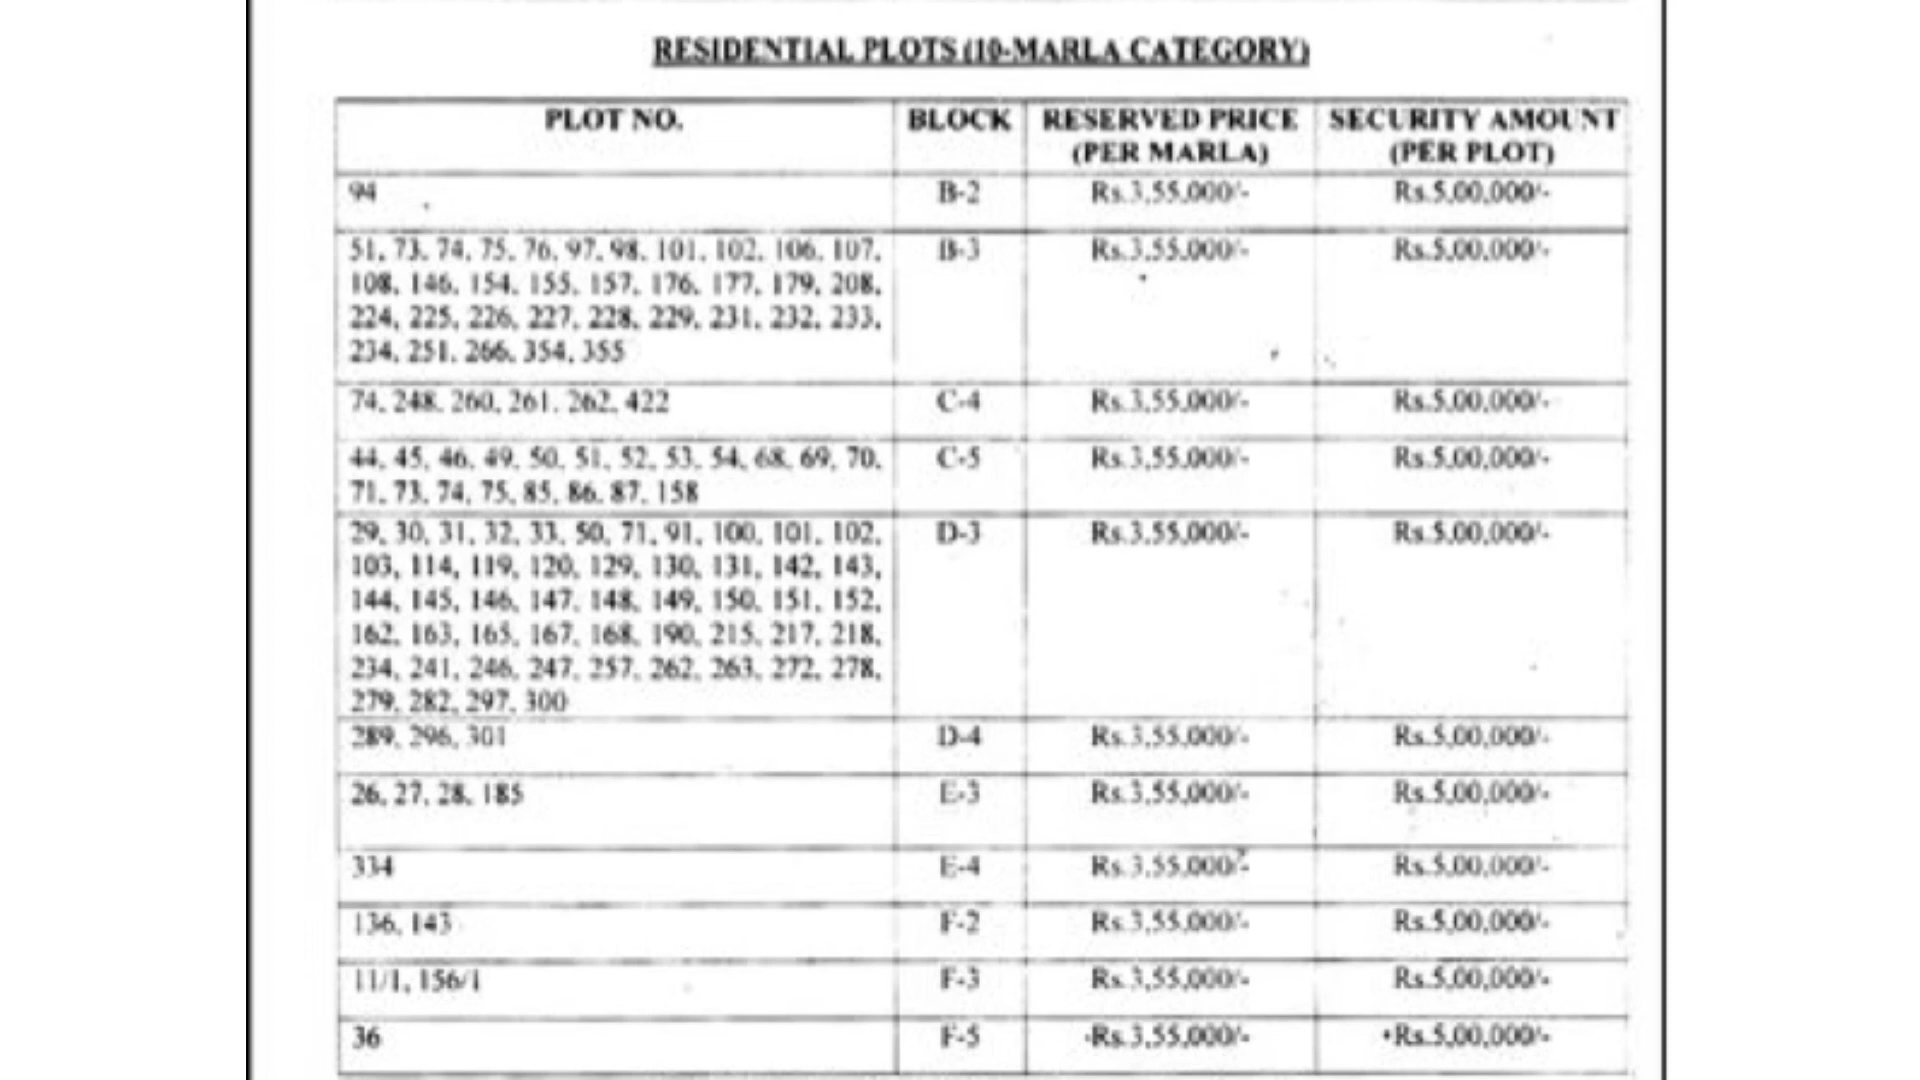 RESIDENTIAL PLOTS (10-MARLA CATEGORY)
PLOT NO. BLOCK RESERVED PRICE (PER MARLA) SECURITY AMOUNT (PER PLOT)
94 B-2 Rs.3,55,000/- Rs.5,00,000/-
51, 73, 74, 75, 76, 97, 98, 101, 102, 106, 107, B-3 Rs.3,55,000/- Rs.5,00,000/-
108, 146, 154, 155, 157, 176, 177, 179, 208,
224, 225, 226, 227, 228, 229, 231, 232, 233,
234, 251, 266, 354, 355
74, 248, 260, 261, 262, 422 C-4 Rs.3,55,000/- Rs.5,00,000/-
44, 45, 46, 49, 50, 51, 52, 53, 54, 68, 69, 70, C-5 Rs.3,55,000/- Rs.5,00,000/-
71, 73, 74, 75, 85, 86, 87, 158
29, 30, 31, 32, 33, 50, 71, 91, 100, 101, 102, D-3 Rs.3,55,000/- Rs.5,00,000/-
103, 114, 119, 120, 129, 130, 131, 142, 143,
144, 145, 146, 147, 148, 149, 150, 151, 152,
162, 163, 165, 167, 168, 190, 215, 217, 218,
234, 241, 246, 247, 257, 262, 263, 272, 278,
279, 282, 297, 300
289, 296, 301 D-4 Rs.3,55,000/- Rs.5,00,000/-
26, 27, 28, 185 E-3 Rs.3,55,000/- Rs.5,00,000/-
334 E-4 Rs.3,55,000/- Rs.5,00,000/-
136, 143 F-2 Rs.3,55,000/- Rs.5,00,000/-
11/1, 156/1 F-3 Rs.3,55,000/- Rs.5,00,000/-
36 F-5 Rs.3,55,000/- Rs.5,00,000/-